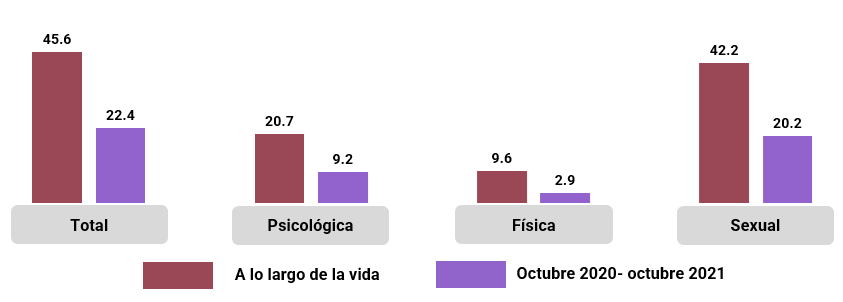 45.6
22.4
20.7
9.2
9.6
2.9
42.2
20.2
Total
Psicológica
Física
Sexual
A lo largo de la vida
Octubre 2020- octubre 2021